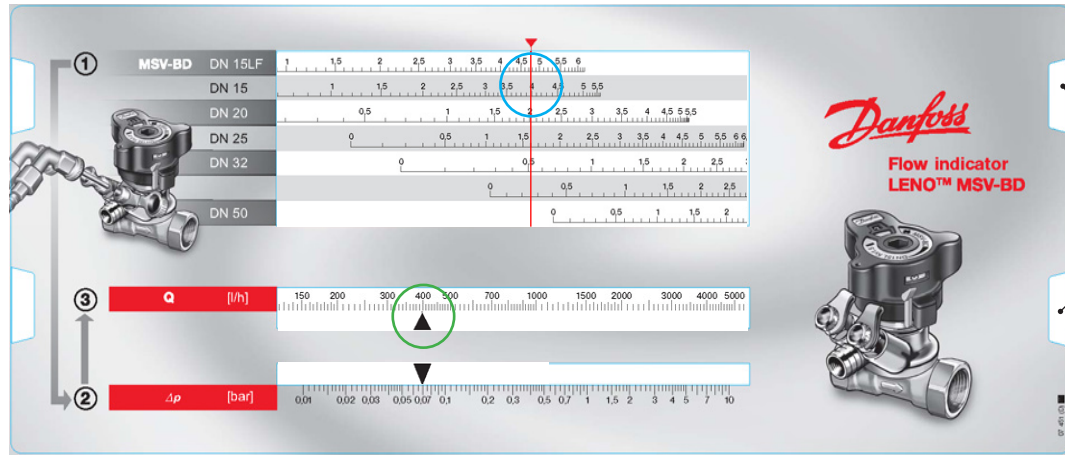 1 MSV-BD DN 15LF 1 1,5 2 2,5 3 3,5 4 4,5 5 5,5 6
DN 15 1 1,5 2 2,5 3 3,5 4 4,5 5 5,5
DN 20 0,5 1 1,5 2 2,5 3 3,5 4 4,5 5 5,5
DN 25 0 0,5 1 1,5 2 2,5 3 3,5 4 4,5 5 5,5 6
DN 32 0 0,5 1 1,5 2 2,5
0 0,5 1 1,5 2 2,5
DN 50 0 0,5 1 1,5 2
Danfoss
Flow indicator
LENO™ MSV-BD
3 Q [l/h] 150 200 300 400 500 700 1000 1500 2000 3000 4000 5000
2 Δp [bar] 0,01 0,02 0,03 0,05 0,07 0,1 0,2 0,3 0,5 0,7 1 1,5 2 3 4 5 7 10
Danfoss